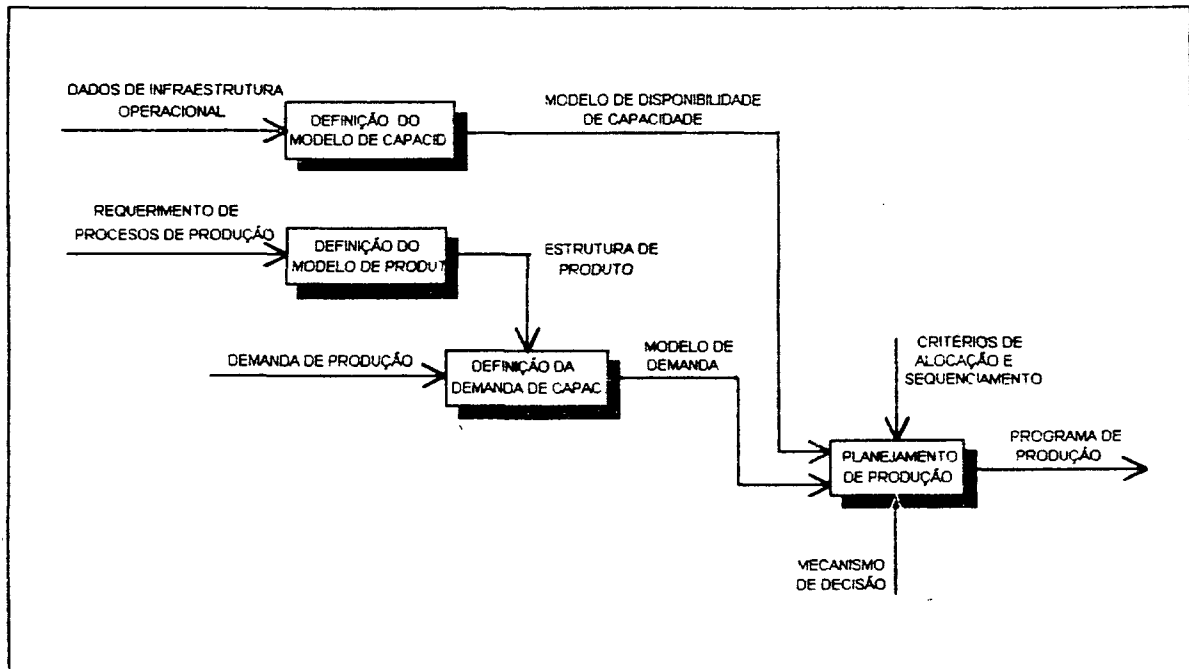 DADOS DE INFRAESTRUTURA
OPERACIONAL
DEFINIÇÃO DO
MODELO DE CAPACID
MODELO DE DISPONIBILIDADE
DE CAPACIDADE
REQUERIMENTO DE
PROCESOS DE PRODUÇÃO
DEFINIÇÃO DO
MODELO DE PRODUT
ESTRUTURA DE
PRODUTO
DEMANDA DE PRODUÇÃO
DEFINIÇÃO DA
DEMANDA DE CAPAC
MODELO DE
DEMANDA
CRITÉRIOS DE
ALOCAÇÃO E
SEQUENCIAMENTO
PLANEJAMENTO
DE PRODUÇÃO
PROGRAMA DE
PRODUÇÃO
MECANISMO
DE DECISÃO